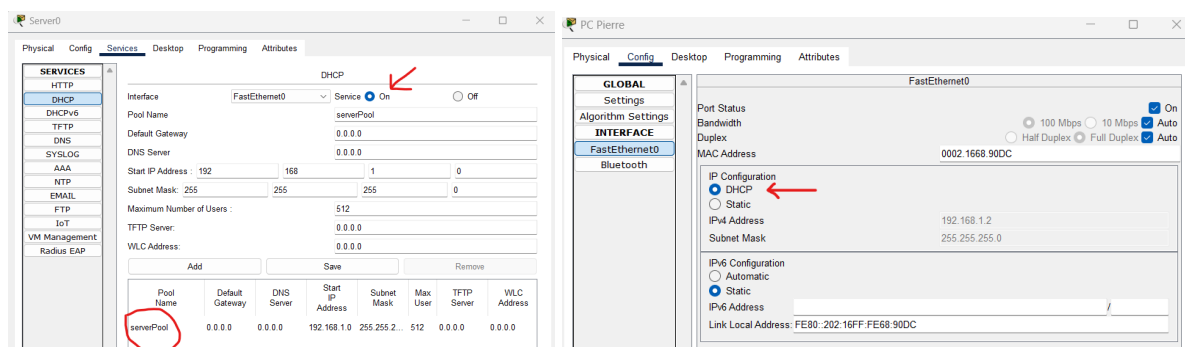 Server0
Physical Config Services Desktop Programming Attributes
SERVICES
HTTP
DHCP
DHCPv6
TFTP
DNS
SYSLOG
AAA
NTP
EMAIL
FTP
IoT
VM Management
Radius EAP
DHCP
Interface FastEthernet0 Service On Off
Pool Name serverPool
Default Gateway 0.0.0.0
DNS Server 0.0.0.0
Start IP Address : 192 168 1 0
Subnet Mask: 255 255 255 0
Maximum Number of Users : 512
TFTP Server: 0.0.0.0
WLC Address: 0.0.0.0
Add Save Remove
Pool Name Default Gateway DNS Server Start IP Address Subnet Mask Max User TFTP Server WLC Address
serverPool 0.0.0.0 0.0.0.0 192.168.1.0 255.255.2... 512 0.0.0.0 0.0.0.0
PC Pierre
Physical Config Desktop Programming Attributes
GLOBAL
Settings
Algorithm Settings
INTERFACE
FastEthernet0
Bluetooth
FastEthernet0
Port Status On
Bandwidth 100 Mbps 10 Mbps Auto
Duplex Half Duplex Full Duplex Auto
MAC Address 0002.1668.90DC
IP Configuration
DHCP
Static
IPv4 Address 192.168.1.2
Subnet Mask 255.255.255.0
IPv6 Configuration
Automatic
Static
IPv6 Address /
Link Local Address: FE80::202:16FF:FE68:90DC